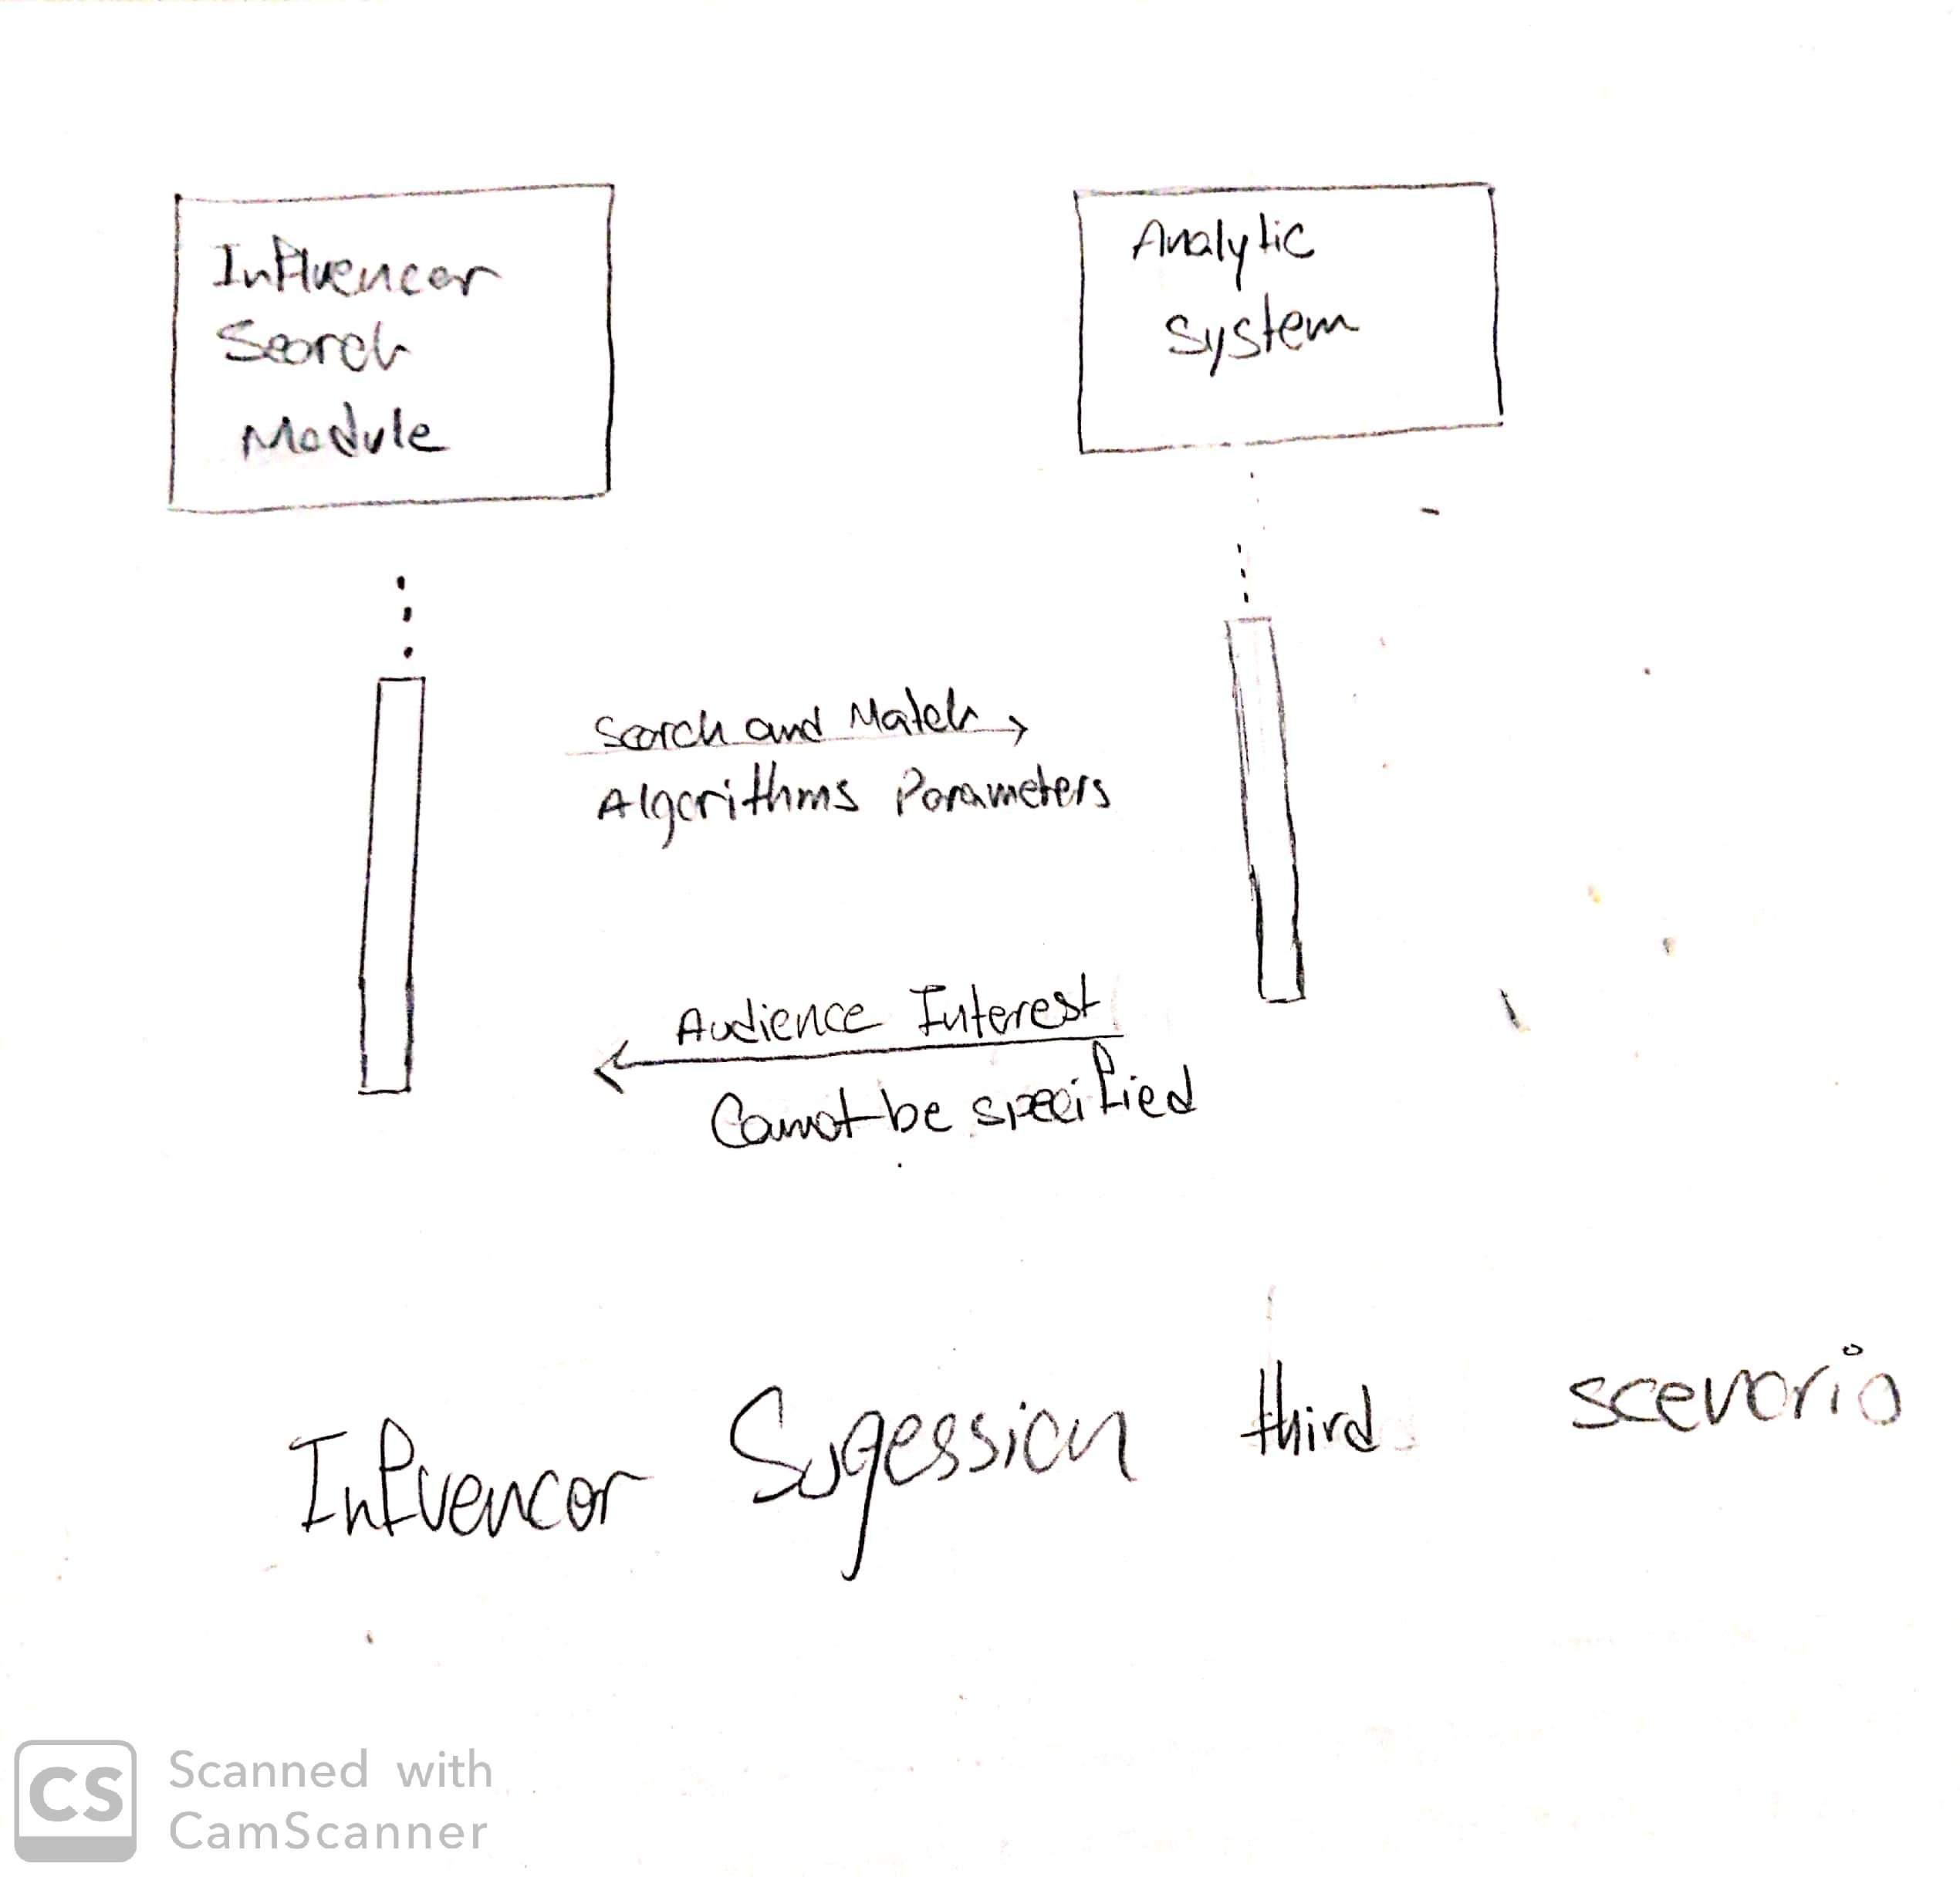 Influencer
Search
Module
Analytic
System
Search and Match
Algorithms Parameters
Audience Interest
Cannot be specified
Influencer Sugession third scenario
CS
Scanned with
CamScanner